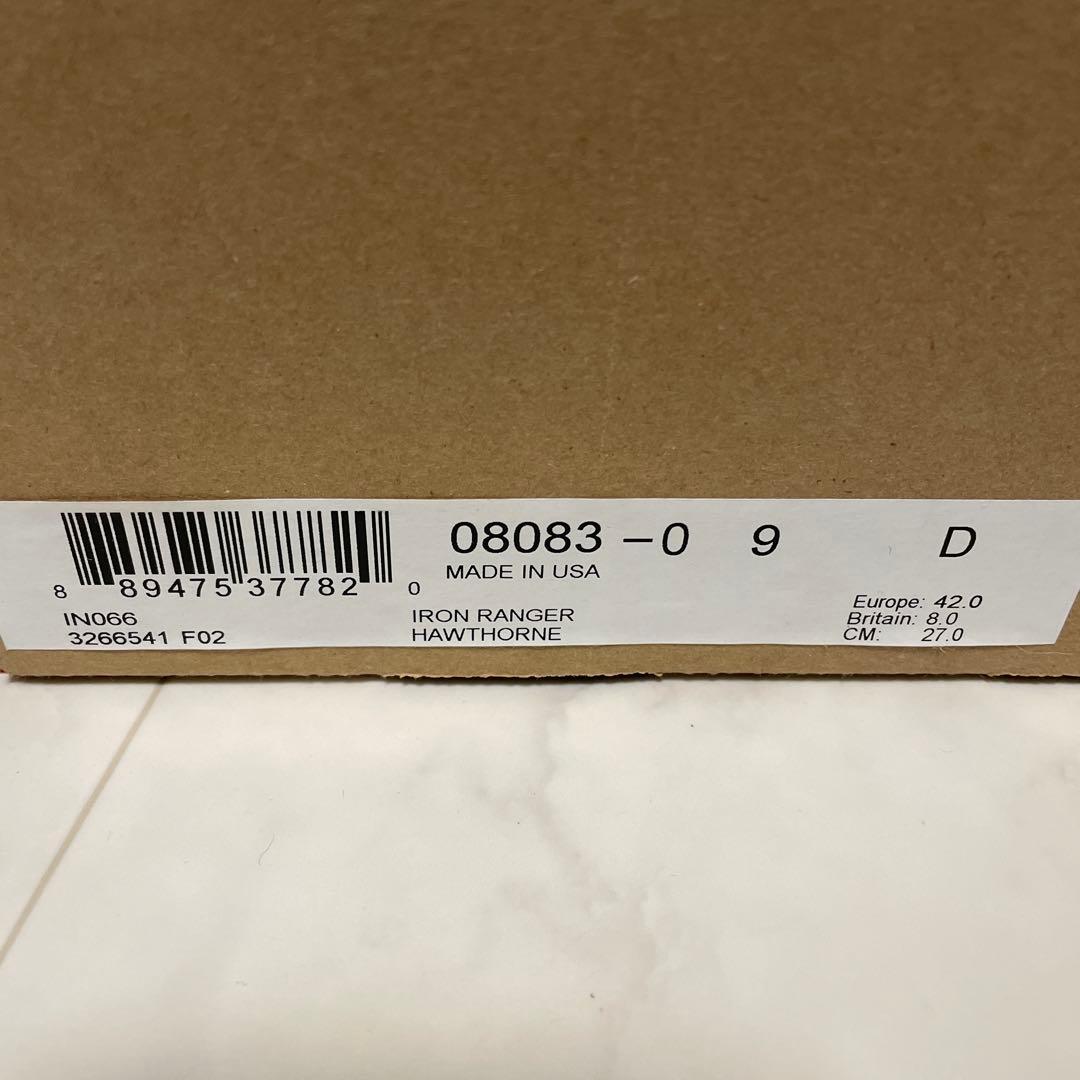 08083 -0 9 D
MADE IN USA
8 89475 37782 0
IN066
3266541 F02
IRON RANGER
HAWTHORNE
Europe: 42.0
Britain: 8.0
CM: 27.0